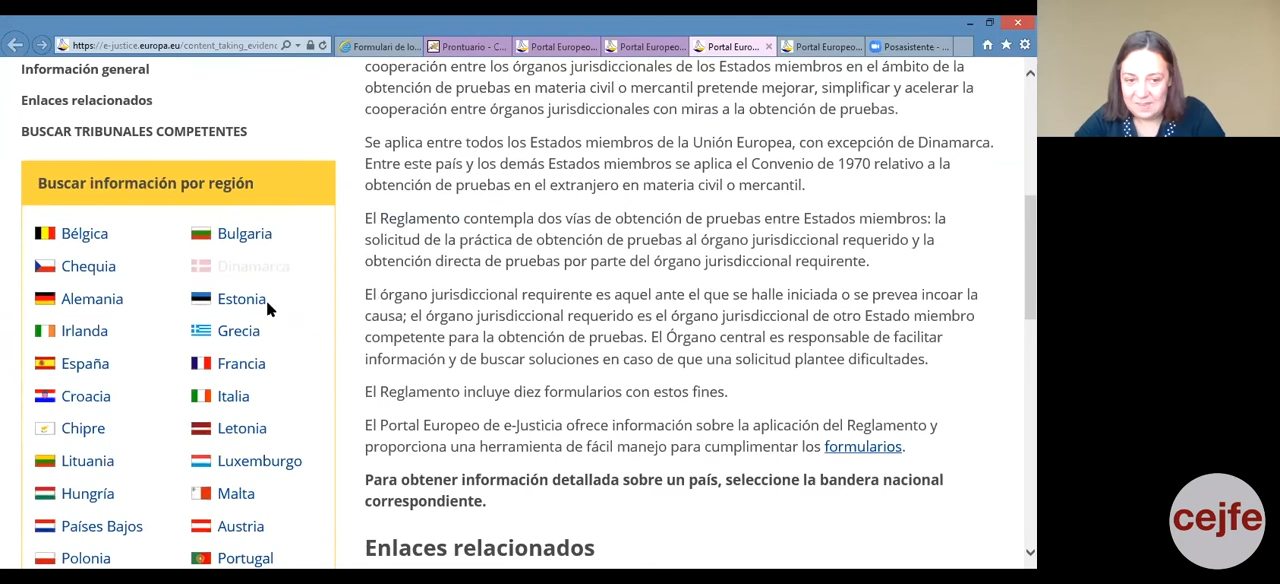 https://e-justice.europa.eu/content_taking_evidenc
Formulari de lo...
Prontuario - C...
Portal Europeo...
Portal Europeo...
Portal Euro...
Portal Europeo...
Posasistente - ...
Información general
Enlaces relacionados
BUSCAR TRIBUNALES COMPETENTES
Buscar información por región
Bélgica
Bulgaria
Chequia
Dinamarca
Alemania
Estonia
Irlanda
Grecia
España
Francia
Croacia
Italia
Chipre
Letonia
Lituania
Luxemburgo
Hungría
Malta
Países Bajos
Austria
Polonia
Portugal
cooperación entre los órganos jurisdiccionales de los Estados miembros en el ámbito de la
obtención de pruebas en materia civil o mercantil pretende mejorar, simplificar y acelerar la
cooperación entre órganos jurisdiccionales con miras a la obtención de pruebas.
Se aplica entre todos los Estados miembros de la Unión Europea, con excepción de Dinamarca.
Entre este país y los demás Estados miembros se aplica el Convenio de 1970 relativo a la
obtención de pruebas en el extranjero en materia civil o mercantil.
El Reglamento contempla dos vías de obtención de pruebas entre Estados miembros: la
solicitud de la práctica de obtención de pruebas al órgano jurisdiccional requerido y la
obtención directa de pruebas por parte del órgano jurisdiccional requirente.
El órgano jurisdiccional requirente es aquel ante el que se halle iniciada o se prevea incoar la
causa; el órgano jurisdiccional requerido es el órgano jurisdiccional de otro Estado miembro
competente para la obtención de pruebas. El Órgano central es responsable de facilitar
información y de buscar soluciones en caso de que una solicitud plantee dificultades.
El Reglamento incluye diez formularios con estos fines.
El Portal Europeo de e-Justicia ofrece información sobre la aplicación del Reglamento y
proporciona una herramienta de fácil manejo para cumplimentar los formularios.
Para obtener información detallada sobre un país, seleccione la bandera nacional
correspondiente.
Enlaces relacionados
cejfe